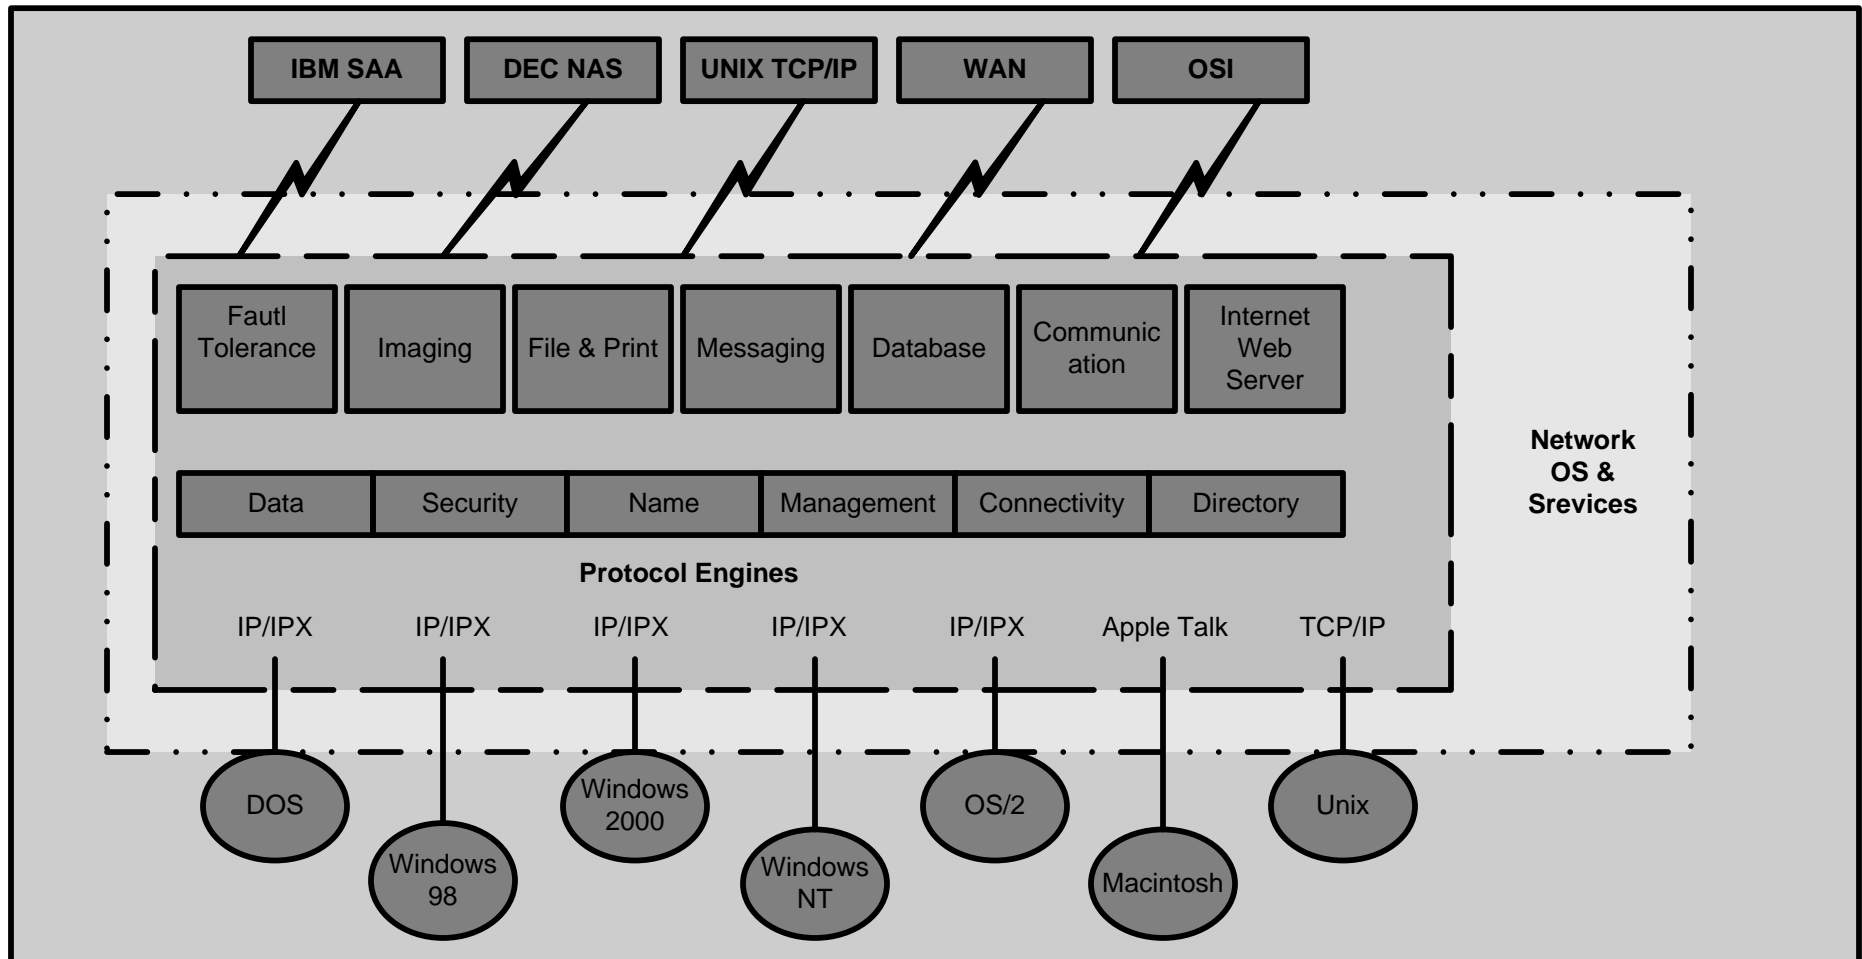 IBM SAA
DEC NAS
UNIX TCP/IP
WAN
OSI
Fautl
Tolerance
Imaging
File & Print
Messaging
Database
Communic
ation
Internet
Web
Server
Network
OS &
Srevices
Data
Security
Name
Management
Connectivity
Directory
Protocol Engines
IP/IPX
IP/IPX
IP/IPX
IP/IPX
IP/IPX
Apple Talk
TCP/IP
DOS
Windows
98
Windows
2000
Windows
NT
OS/2
Macintosh
Unix